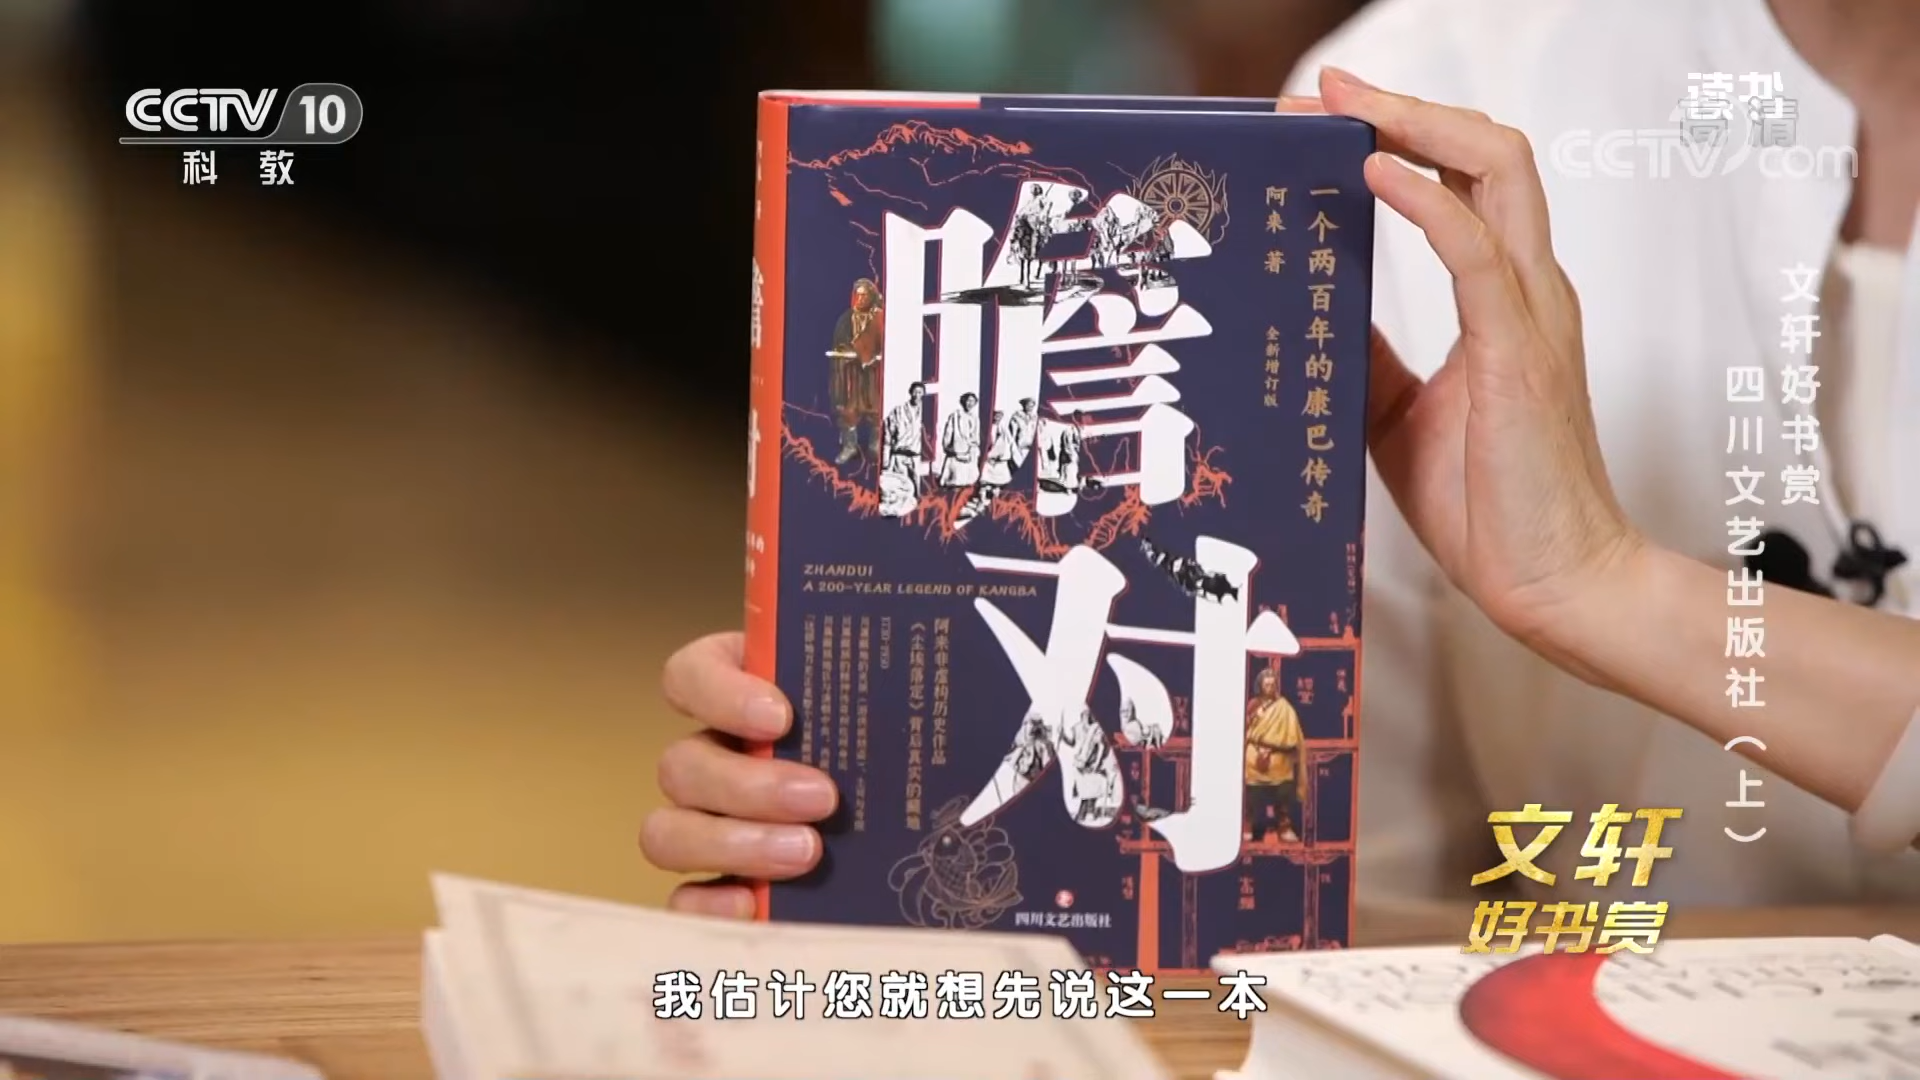 CCTV 10
科 教
读书
高清
CCTV.com
一个两百年的康巴传奇
阿来 著
全新增订版
瞻对
ZHANDUI
A 200-YEAR LEGEND OF KANGBA
阿来非虚构历史作品
《尘埃落定》背后真实的藏地
1730-1950
四川文艺出版社
文轩好书赏
四川文艺出版社（上）
文轩
好书赏
我估计您就想先说这一本